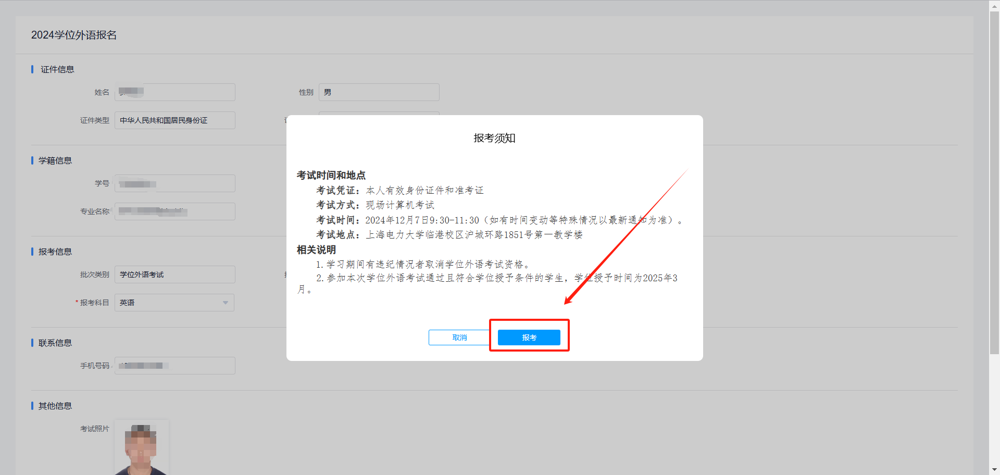 2024学位外语报名
证件信息
姓名
性别 男
证件类型 中华人民共和国居民身份证
学籍信息
学号
专业名称
报考信息
批次类别 学位外语考试
* 报考科目 英语
联系信息
手机号码
其他信息
考试照片
报考须知
考试时间和地点
考试凭证：本人有效身份证件和准考证
考试方式：现场计算机考试
考试时间：2024年12月7日9:30-11:30（如有时间变动等特殊情况以最新通知为准）。
考试地点：上海电力大学临港校区沪城环路1851号第一教学楼
相关说明
1.学习期间有违纪情况者取消学位外语考试资格。
2.参加本次学位外语考试通过且符合学位授予条件的学生，学位授予时间为2025年3
月。
取消
报考